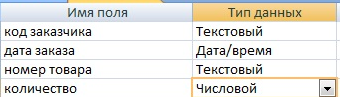 Имя поля Тип данных
код заказчика Текстовый
дата заказа Дата/время
номер товара Текстовый
количество Числовой